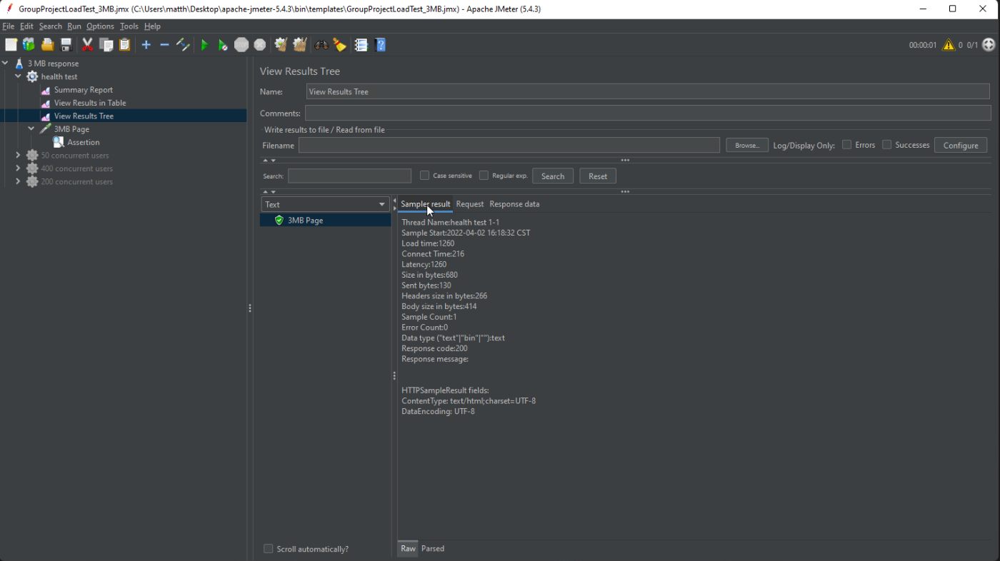 GroupProjectLoadTest_3MB.jmx (C:\Users\matth\Desktop\apache-jmeter-5.4.3\bin\templates\GroupProjectLoadTest_3MB.jmx) - Apache JMeter (5.4.3)
File Edit Search Run Options Tools Help
00:00:01 0 0/1
3 MB response
health test
Summary Report
View Results in Table
View Results Tree
3MB Page
Assertion
50 concurrent users
400 concurrent users
200 concurrent users
View Results Tree
Name: View Results Tree
Comments:
Write results to file / Read from file
Filename Browse... Log/Display Only: Errors Successes Configure
Search: Case sensitive Regular exp. Search Reset
Text
3MB Page
Scroll automatically?
Sampler result Request Response data
Thread Name:health test 1-1
Sample Start:2022-04-02 16:18:32 CST
Load time:1260
Connect Time:216
Latency:1260
Size in bytes:680
Sent bytes:130
Headers size in bytes:266
Body size in bytes:414
Sample Count:1
Error Count:0
Data type ("text"|"bin"|""):text
Response code:200
Response message:
HTTPSampleResult fields:
ContentType: text/html;charset=UTF-8
DataEncoding: UTF-8
Raw Parsed